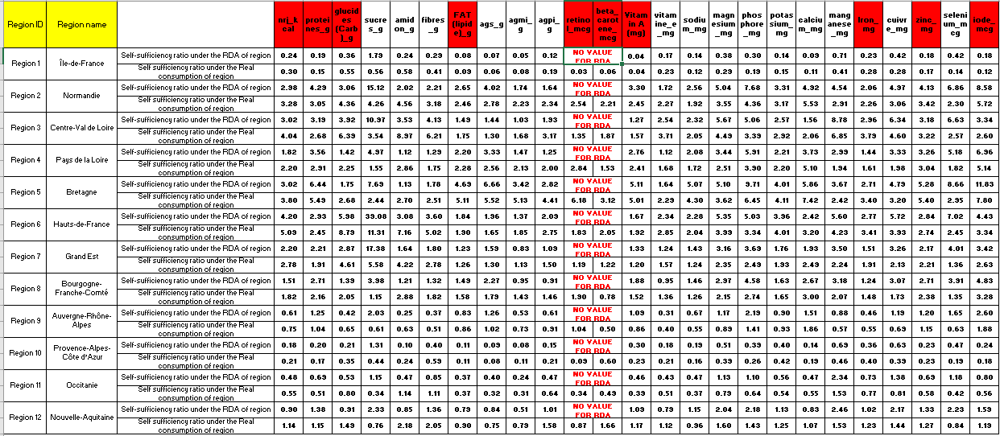 Region ID Region name nrj_kcal proteines_g glucides (Carb)_g sucres_g amidon_g fibres_g FAT (lipide)_g ags_g agmi_g agpi_g retinol_mcg beta_carotene_mcg Vitamin A (mg) vitamine_e_mg sodium_mg magnesium_mg phosphore_mg potassium_mg calcium_mg manganese_mg Iron_mg cuivre_mg zinc_mg selenium_mcg iode_mcg
Region 1 Île-de-France Self-sufficiency ratio under the RDA of region 0.24 0.19 0.36 1.79 0.24 0.29 0.08 0.07 0.05 0.12 NO VALUE FOR RDA 0.04 0.17 0.14 0.38 0.30 0.14 0.09 0.71 0.23 0.42 0.18 0.42 0.18
Self sufficiency ratio under the Real consumption of region 0.30 0.15 0.55 0.56 0.58 0.41 0.09 0.06 0.08 0.19 0.03 0.06 0.04 0.23 0.12 0.29 0.19 0.15 0.11 0.41 0.28 0.28 0.17 0.14 0.12
Region 2 Normandie Self-sufficiency ratio under the RDA of region 2.98 4.29 3.06 15.12 2.02 2.21 2.65 4.02 1.74 1.64 NO VALUE FOR RDA 3.30 1.72 2.56 5.04 7.68 3.31 4.92 4.54 2.06 4.97 4.13 6.86 8.58
Self sufficiency ratio under the Real consumption of region 3.28 3.05 4.36 4.26 4.56 3.18 2.46 2.78 2.23 2.34 2.54 2.21 2.45 2.27 1.92 3.55 4.36 3.17 5.53 2.91 2.26 3.06 3.42 2.30 5.72
Region 3 Centre-Val de Loire Self-sufficiency ratio under the RDA of region 3.02 3.19 3.92 10.97 3.53 4.13 1.49 1.44 1.03 1.93 NO VALUE FOR RDA 1.27 2.54 2.32 5.67 5.06 2.57 1.56 8.78 2.96 6.34 3.18 6.63 3.34
Self sufficiency ratio under the Real consumption of region 4.04 2.68 6.39 3.54 8.97 6.21 1.75 1.30 1.68 3.17 1.35 1.87 1.57 3.71 2.05 4.49 3.39 2.92 2.06 6.85 3.79 4.60 3.22 2.57 2.60
Region 4 Pays de la Loire Self-sufficiency ratio under the RDA of region 1.82 3.56 1.42 4.97 1.12 1.29 2.20 3.33 1.47 1.25 NO VALUE FOR RDA 2.76 1.12 2.08 3.44 5.91 2.21 3.73 2.99 1.44 3.33 3.26 5.18 6.96
Self sufficiency ratio under the Real consumption of region 2.20 2.91 2.25 1.55 2.86 1.75 2.28 2.56 2.13 2.00 2.84 1.53 2.41 1.68 1.72 2.51 3.90 2.20 5.10 1.94 1.61 1.98 3.04 1.82 5.14
Region 5 Bretagne Self-sufficiency ratio under the RDA of region 3.02 6.44 1.75 7.69 1.13 1.78 4.69 6.66 3.42 2.82 NO VALUE FOR RDA 5.11 1.64 5.07 5.10 9.71 4.01 5.86 3.67 2.71 4.79 5.28 8.66 11.83
Self sufficiency ratio under the Real consumption of region 3.80 5.49 2.68 2.44 2.70 2.51 5.11 5.52 5.13 4.41 6.18 3.12 5.01 2.29 4.30 3.62 6.45 4.11 7.42 2.42 3.40 3.20 5.40 2.95 7.80
Region 6 Hauts-de-France Self-sufficiency ratio under the RDA of region 4.20 2.93 5.98 39.08 3.08 3.60 1.84 1.96 1.37 2.09 NO VALUE FOR RDA 1.67 2.34 2.28 5.35 5.03 3.96 2.42 5.60 2.77 5.72 2.84 7.02 4.43
Self sufficiency ratio under the Real consumption of region 5.09 2.45 8.79 11.31 7.16 5.02 1.90 1.65 1.85 2.75 1.83 2.05 1.92 2.85 2.04 3.99 3.34 4.01 3.20 4.23 3.41 3.93 2.74 2.45 3.34
Region 7 Grand Est Self-sufficiency ratio under the RDA of region 2.20 2.21 2.87 17.38 1.64 1.80 1.23 1.59 0.83 1.09 NO VALUE FOR RDA 1.33 1.24 1.43 3.16 3.69 1.76 1.93 3.50 1.51 3.26 2.17 4.01 3.42
Self sufficiency ratio under the Real consumption of region 2.78 1.91 4.61 5.58 4.22 2.78 1.26 1.30 1.13 1.50 1.19 1.22 1.20 1.57 1.24 2.35 2.49 1.93 2.49 2.24 1.91 2.13 2.21 1.36 2.63
Region 8 Bourgogne-Franche-Comté Self-sufficiency ratio under the RDA of region 1.51 2.71 1.39 3.98 1.21 1.32 1.49 2.27 0.95 0.91 NO VALUE FOR RDA 1.88 0.95 1.46 2.97 4.58 1.63 2.67 3.18 1.24 3.07 2.71 3.91 4.83
Self sufficiency ratio under the Real consumption of region 1.82 2.16 2.05 1.15 2.88 1.82 1.58 1.79 1.43 1.46 1.90 0.78 1.52 1.36 1.26 2.15 2.74 1.65 3.00 2.07 1.48 1.73 2.38 1.35 3.28
Region 9 Auvergne-Rhône-Alpes Self-sufficiency ratio under the RDA of region 0.61 1.25 0.42 2.03 0.25 0.37 0.83 1.26 0.53 0.61 NO VALUE FOR RDA 1.09 0.31 0.67 1.17 2.19 0.90 1.51 0.88 0.46 1.19 1.20 1.65 2.60
Self sufficiency ratio under the Real consumption of region 0.75 1.04 0.65 0.61 0.63 0.51 0.86 1.02 0.73 0.91 1.04 0.50 0.86 0.40 0.55 0.89 1.41 0.93 1.86 0.57 0.55 0.69 1.15 0.63 1.88
Region 10 Provence-Alpes-Côte d'Azur Self-sufficiency ratio under the RDA of region 0.18 0.20 0.21 1.31 0.10 0.40 0.11 0.09 0.08 0.15 NO VALUE FOR RDA 0.30 0.18 0.19 0.51 0.39 0.40 0.14 0.69 0.36 0.63 0.23 0.47 0.24
Self sufficiency ratio under the Real consumption of region 0.21 0.17 0.35 0.44 0.24 0.59 0.11 0.08 0.11 0.21 0.09 0.60 0.23 0.21 0.16 0.39 0.26 0.42 0.19 0.46 0.40 0.39 0.23 0.19 0.18
Region 11 Occitanie Self-sufficiency ratio under the RDA of region 0.48 0.69 0.53 1.15 0.47 0.85 0.37 0.40 0.24 0.47 NO VALUE FOR RDA 0.46 0.43 0.47 1.13 1.10 0.56 0.47 2.34 0.73 1.38 0.69 1.18 0.80
Self sufficiency ratio under the Real consumption of region 0.55 0.51 0.80 0.34 1.14 1.11 0.37 0.32 0.31 0.64 0.34 0.49 0.39 0.51 0.37 0.79 0.64 0.54 0.55 1.53 0.77 0.81 0.58 0.42 0.56
Region 12 Nouvelle-Aquitaine Self-sufficiency ratio under the RDA of region 0.90 1.38 0.91 2.33 0.85 1.36 0.79 0.84 0.51 1.01 NO VALUE FOR RDA 1.09 0.79 1.15 2.04 2.18 1.13 0.83 2.46 1.02 2.17 1.33 2.23 1.59
Self sufficiency ratio under the Real consumption of region 1.14 1.15 1.49 0.76 2.18 2.05 0.90 0.75 0.79 1.58 0.87 1.66 1.17 1.12 0.96 1.60 1.43 1.25 1.07 1.53 1.23 1.44 1.27 0.84 1.19